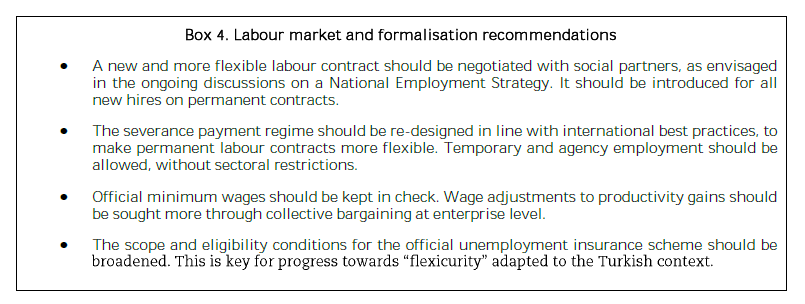 Box 4. Labour market and formalisation recommendations
● A new and more flexible labour contract should be negotiated with social partners, as envisaged
in the ongoing discussions on a National Employment Strategy. It should be introduced for all
new hires on permanent contracts.
● The severance payment regime should be re-designed in line with international best practices, to
make permanent labour contracts more flexible. Temporary and agency employment should be
allowed, without sectoral restrictions.
● Official minimum wages should be kept in check. Wage adjustments to productivity gains should
be sought more through collective bargaining at enterprise level.
● The scope and eligibility conditions for the official unemployment insurance scheme should be
broadened. This is key for progress towards “flexicurity” adapted to the Turkish context.